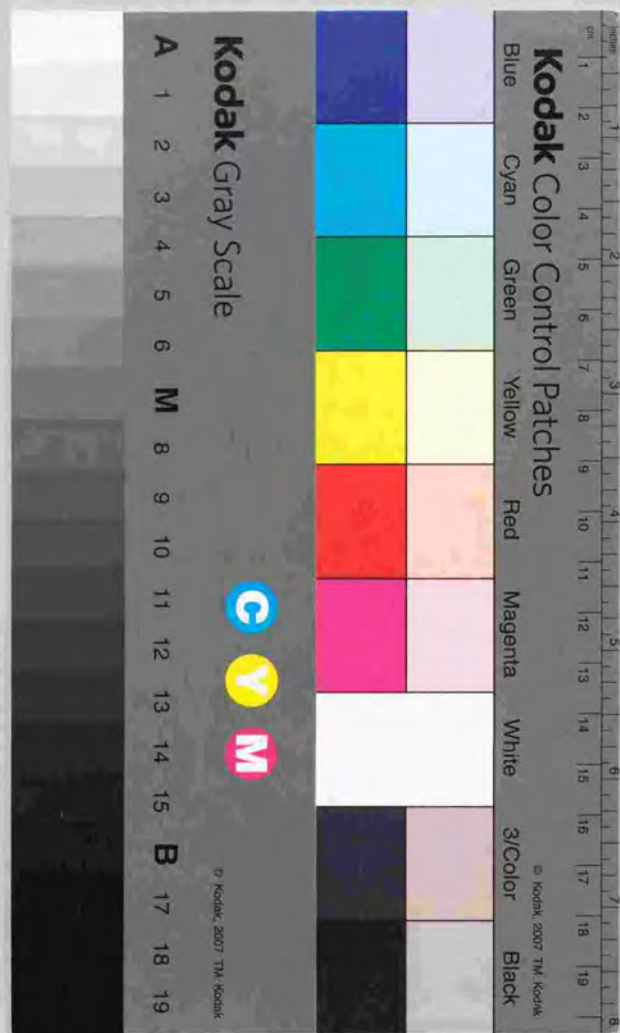 inches 1 2 3 4 5 6 7 8
cm 1 2 3 4 5 6 7 8 9 10 11 12 13 14 15 16 17 18 19
Kodak Color Control Patches
© Kodak, 2007 TM: Kodak
Blue Cyan Green Yellow Red Magenta White 3/Color Black
Kodak Gray Scale
C Y M
© Kodak, 2007 TM: Kodak
A 1 2 3 4 5 6 M 8 9 10 11 12 13 14 15 B 17 18 19